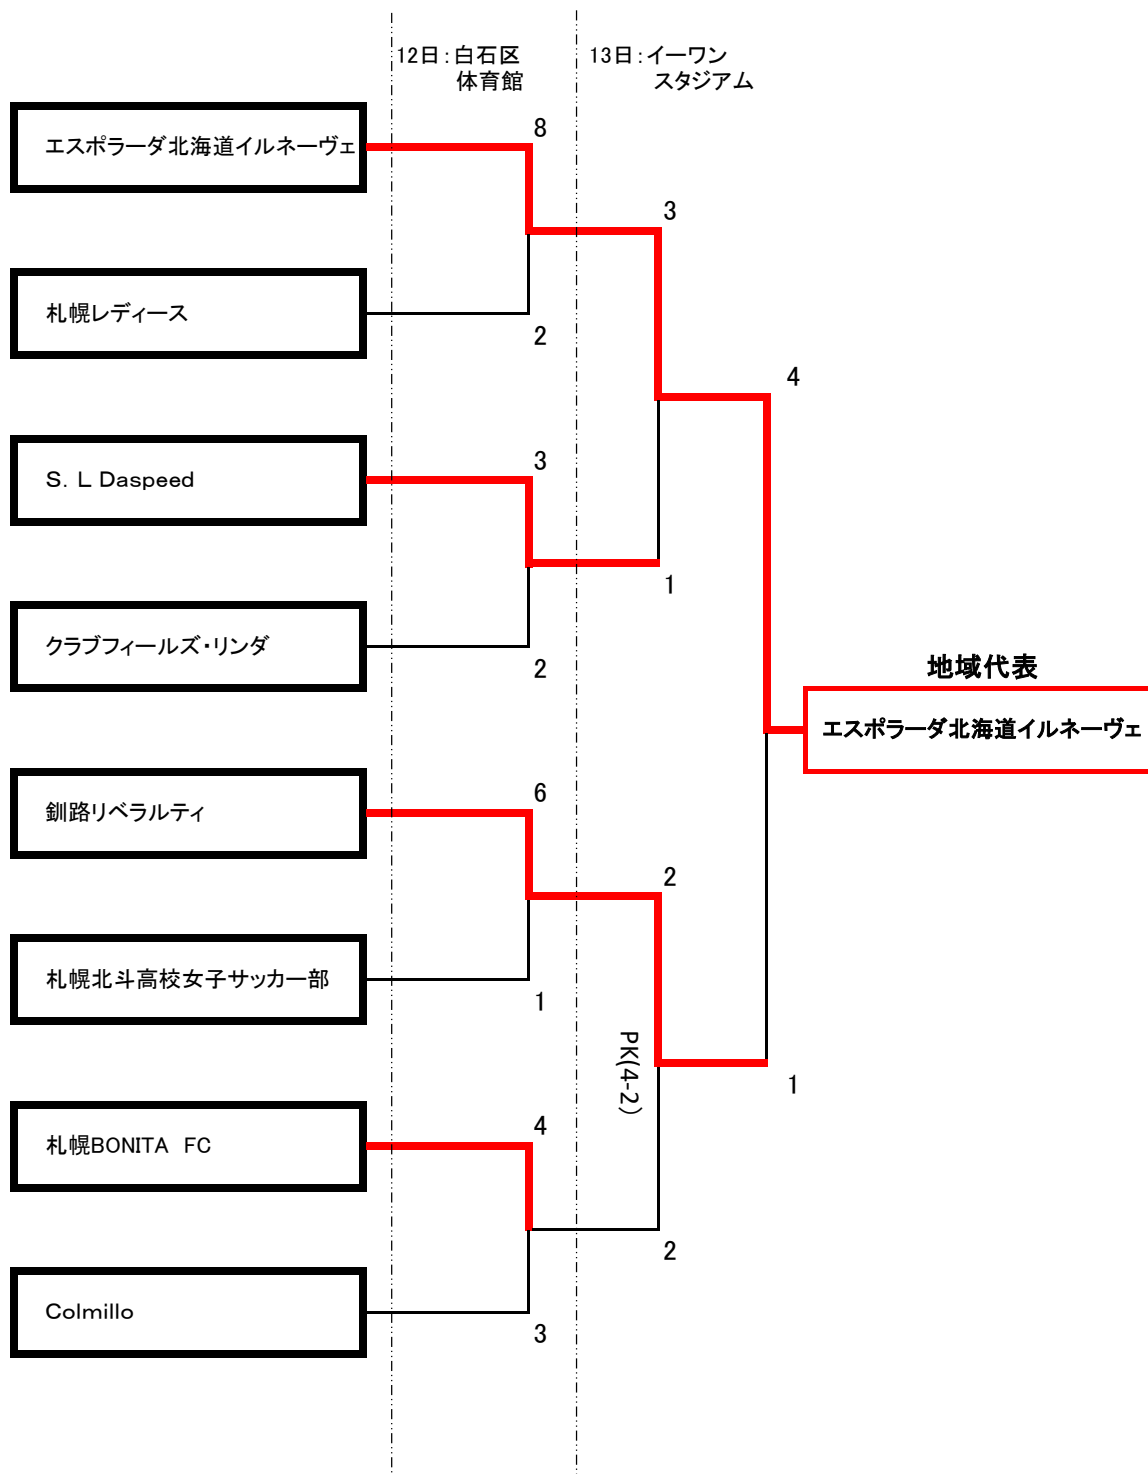 12日：白石区
体育館
13日：イーワン
スタジアム
エスポラーダ北海道イルネーヴェ
8
3
札幌レディース
2
4
S．L Daspeed
3
1
クラブフィールズ・リンダ
2
地域代表
エスポラーダ北海道イルネーヴェ
釧路リベラルティ
6
2
札幌北斗高校女子サッカー部
1
PK(4-2)
1
札幌BONITA　FC
4
2
Colmillo
3